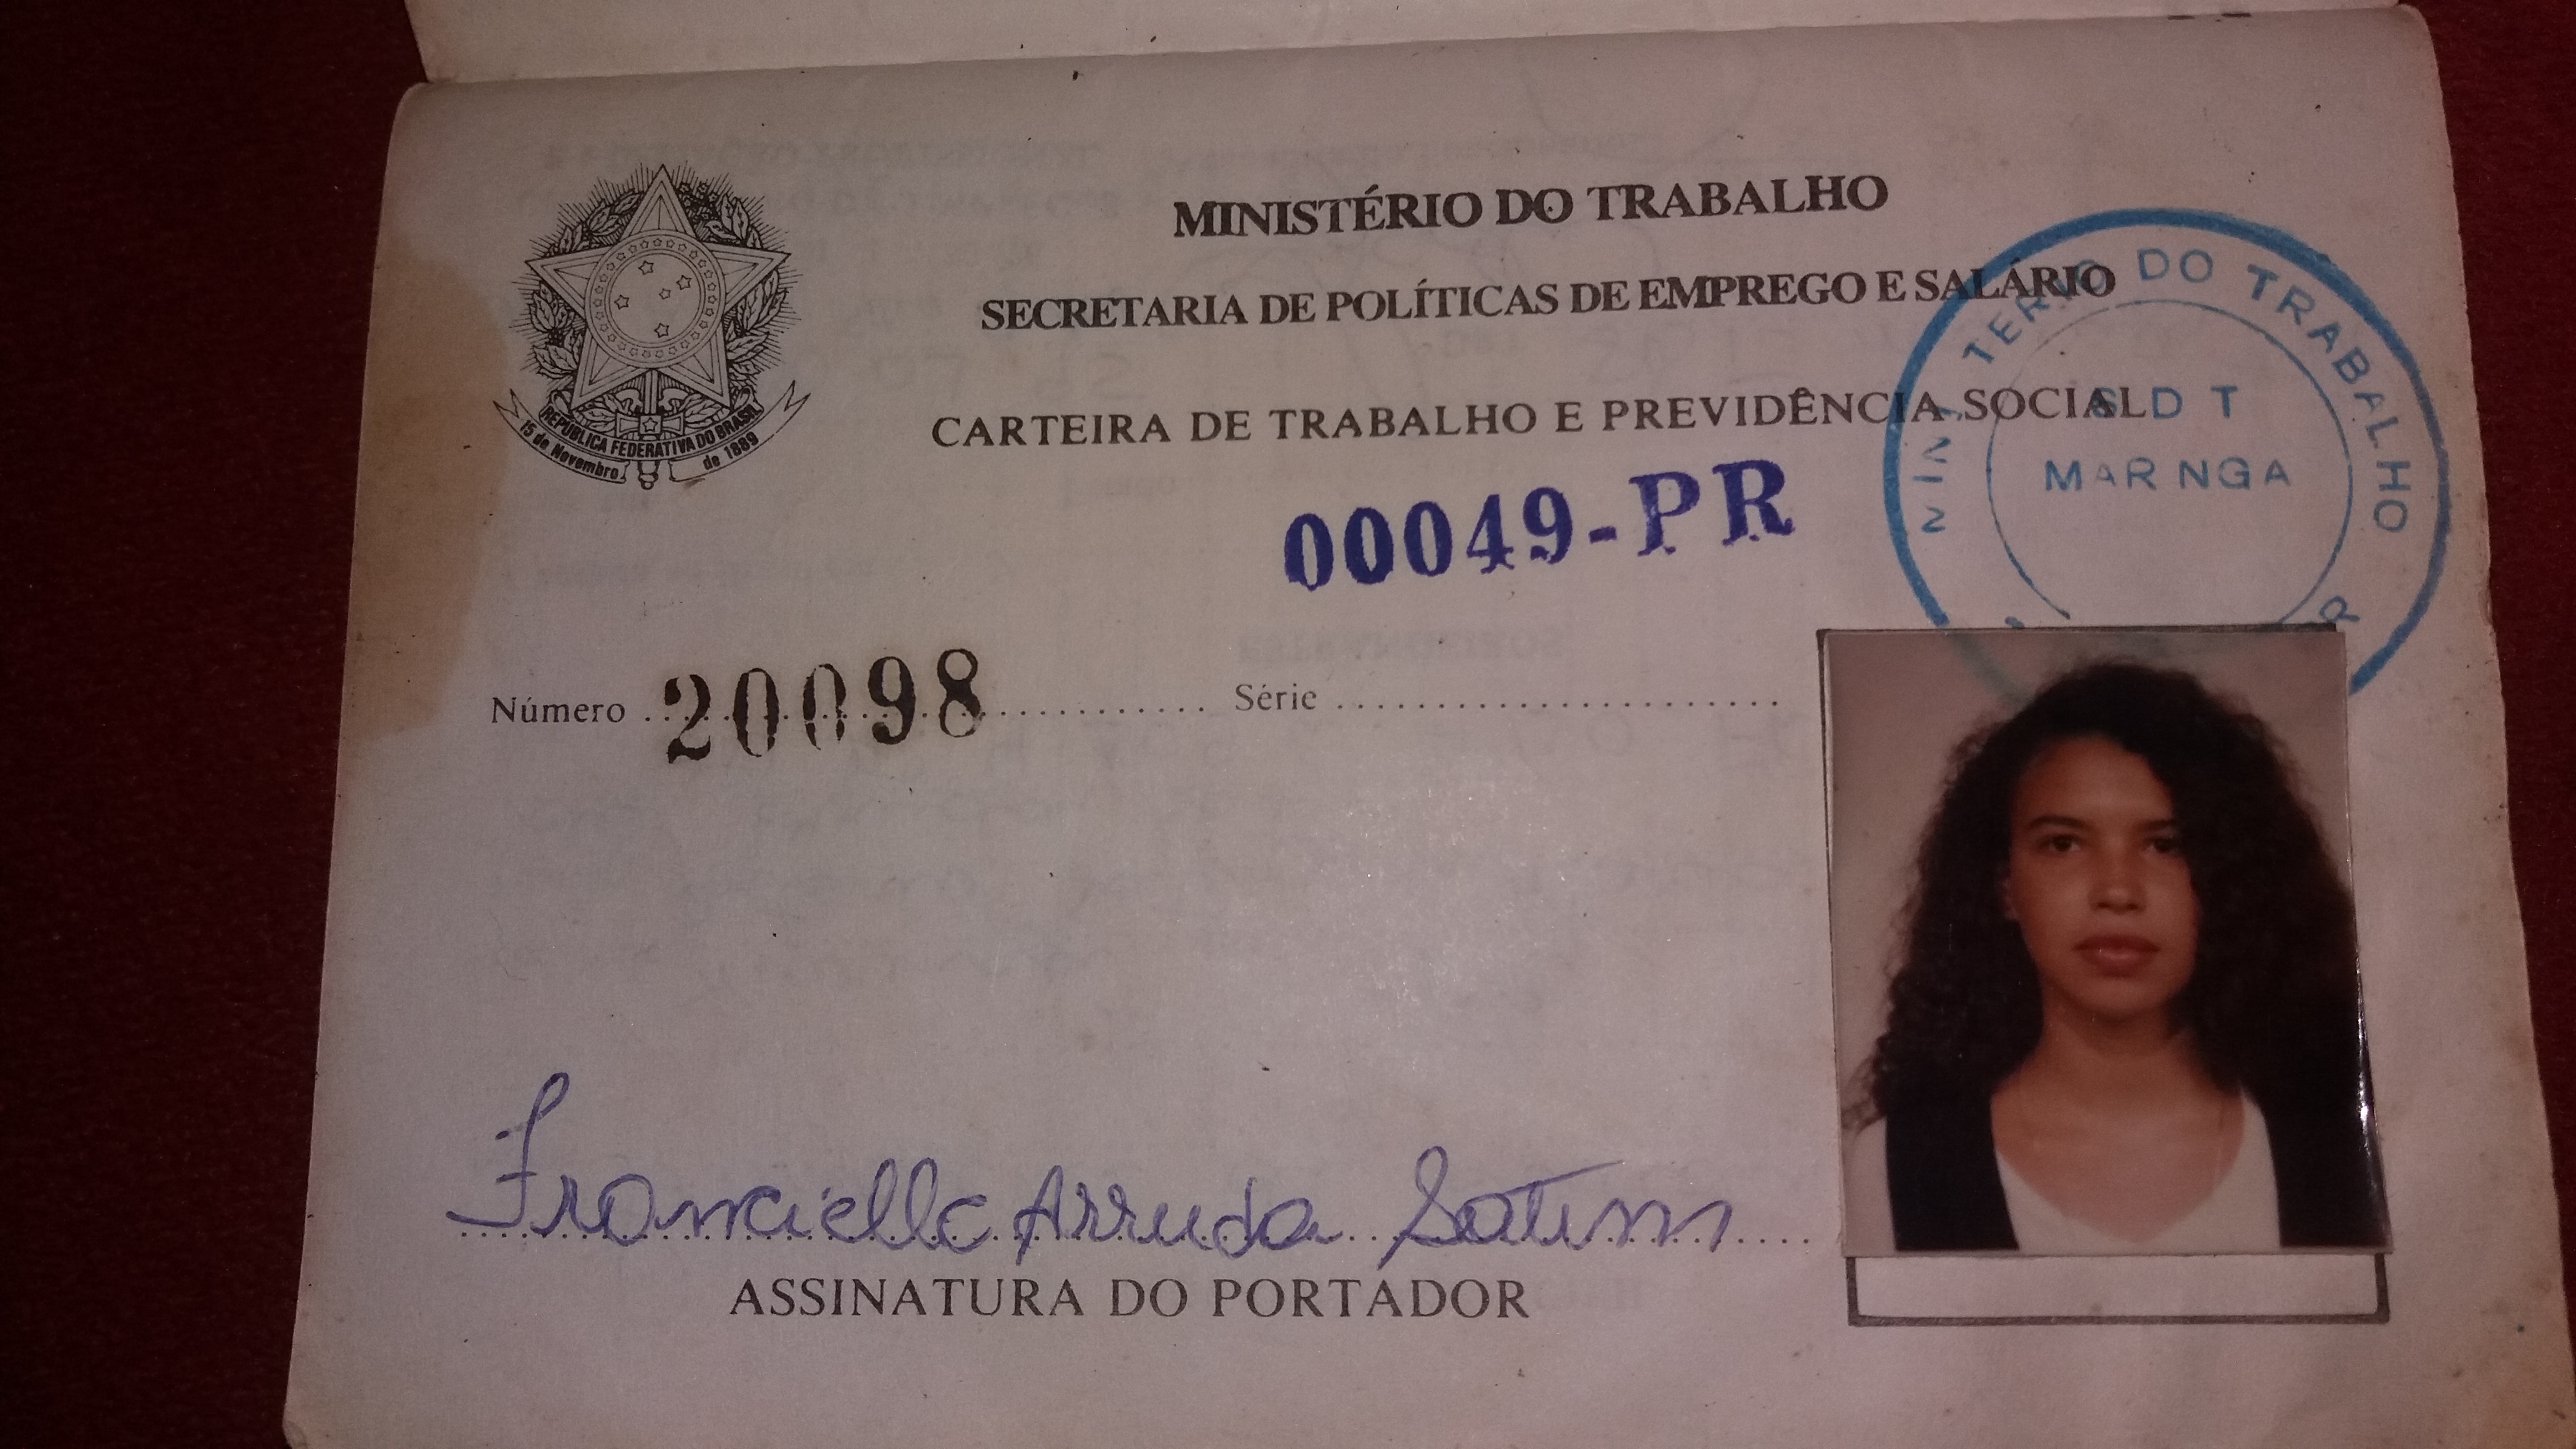 MINISTÉRIO DO TRABALHO
SECRETARIA DE POLÍTICAS DE EMPREGO E SALÁRIO
CARTEIRA DE TRABALHO E PREVIDÊNCIA SOCIAL
REPÚBLICA FEDERATIVA DO BRASIL
15 de Novembro de 1889
DO TRABALHO
SDT
MAR NGA
00049-PR
Número 20098 Série
Francielle Arruda
ASSINATURA DO PORTADOR